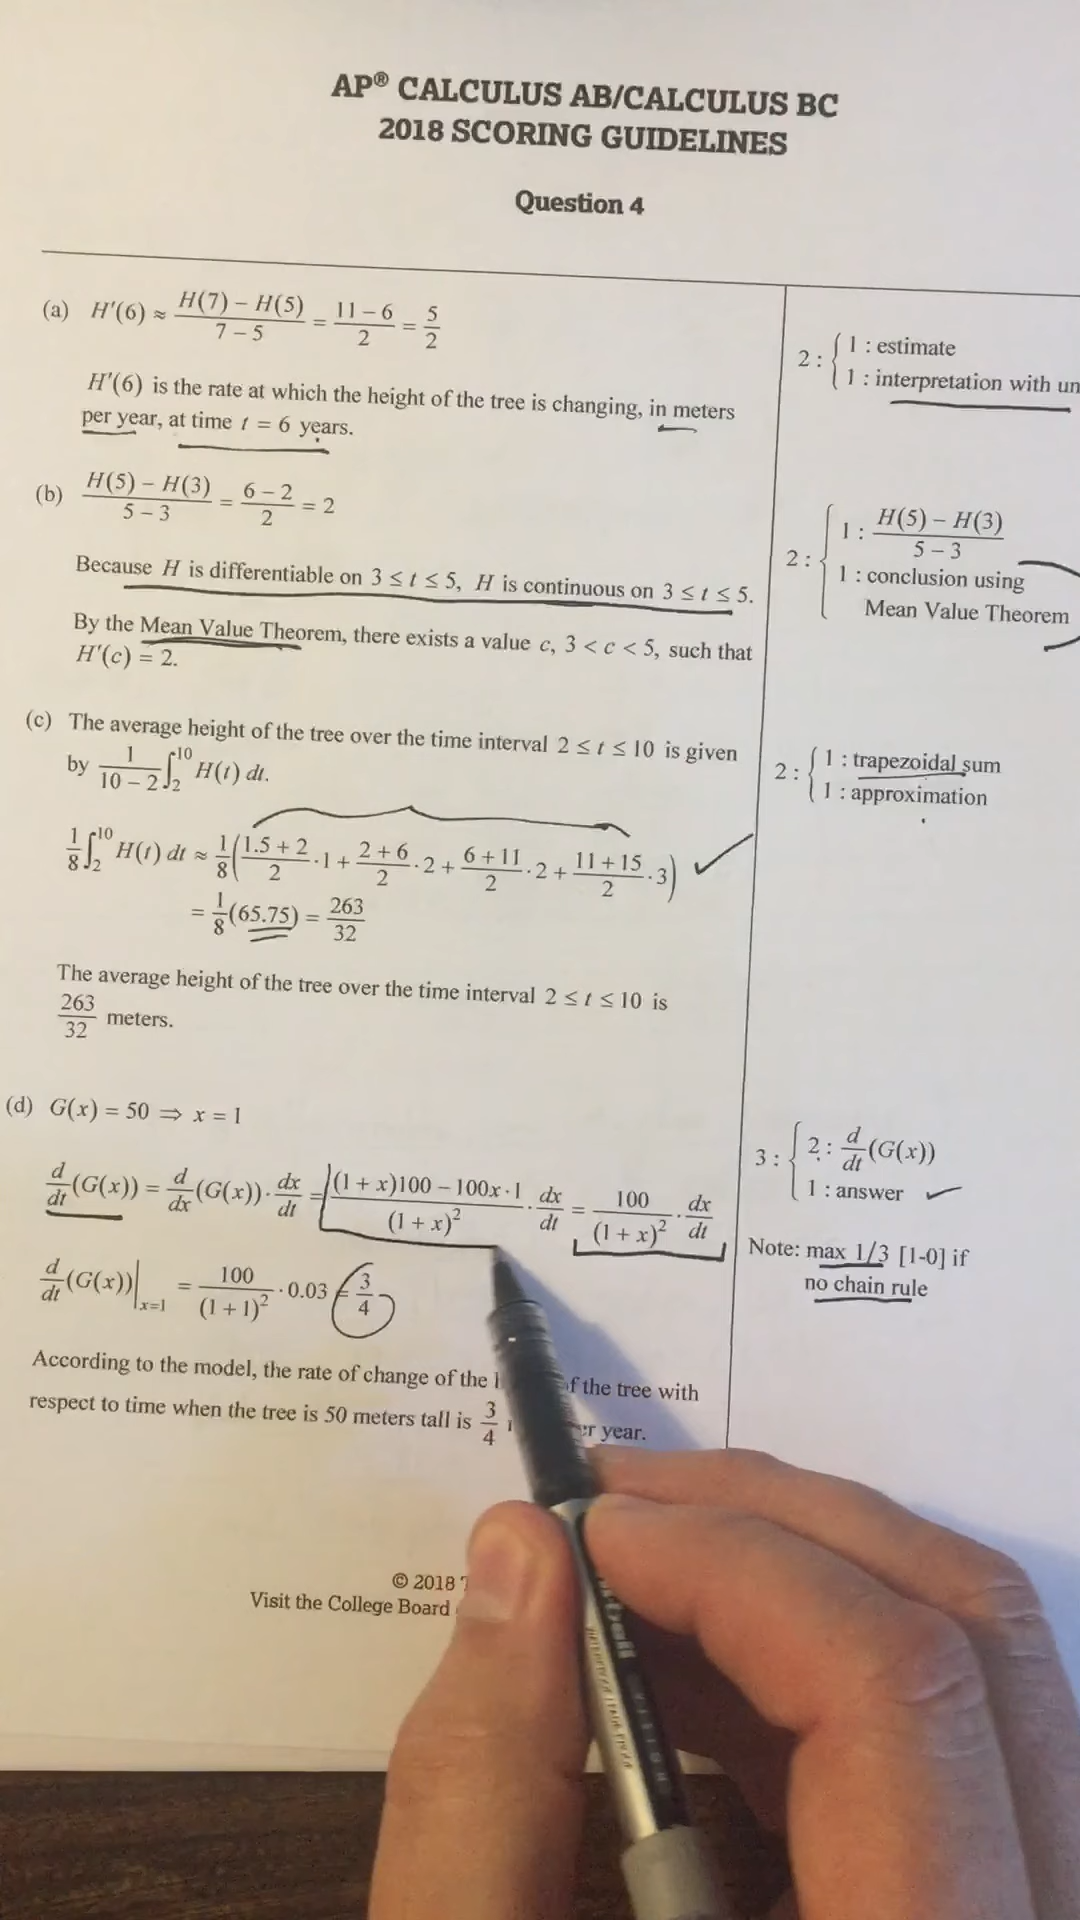 AP® CALCULUS AB/CALCULUS BC
2018 SCORING GUIDELINES
Question 4
(a) H′(6) ≈ (H(7) − H(5))/(7 − 5) = (11 − 6)/2 = 5/2
H′(6) is the rate at which the height of the tree is changing, in meters
per year, at time t = 6 years.
2 : { 1 : estimate
1 : interpretation with un
(b) (H(5) − H(3))/(5 − 3) = (6 − 2)/2 = 2
Because H is differentiable on 3 ≤ t ≤ 5, H is continuous on 3 ≤ t ≤ 5.
By the Mean Value Theorem, there exists a value c, 3 < c < 5, such that
H′(c) = 2.
2 : { 1 : (H(5) − H(3))/(5 − 3)
1 : conclusion using
Mean Value Theorem
(c) The average height of the tree over the time interval 2 ≤ t ≤ 10 is given
by 1/(10 − 2) ∫₂¹⁰ H(t) dt.
1/8 ∫₂¹⁰ H(t) dt ≈ 1/8((1.5 + 2)/2 · 1 + (2 + 6)/2 · 2 + (6 + 11)/2 · 2 + (11 + 15)/2 · 3)
= 1/8(65.75) = 263/32
The average height of the tree over the time interval 2 ≤ t ≤ 10 is
263/32 meters.
2 : { 1 : trapezoidal sum
1 : approximation
(d) G(x) = 50 ⇒ x = 1
d/dt(G(x)) = d/dx(G(x)) · dx/dt = ((1 + x)100 − 100x · 1)/(1 + x)² · dx/dt = 100/(1 + x)² · dx/dt
d/dt(G(x))|x=1 = 100/(1 + 1)² · 0.03 = 3/4
According to the model, the rate of change of the of the tree with
respect to time when the tree is 50 meters tall is 3/4 per year.
3 : { 2 : d/dt(G(x))
1 : answer
Note: max 1/3 [1-0] if
no chain rule
© 2018
Visit the College Board